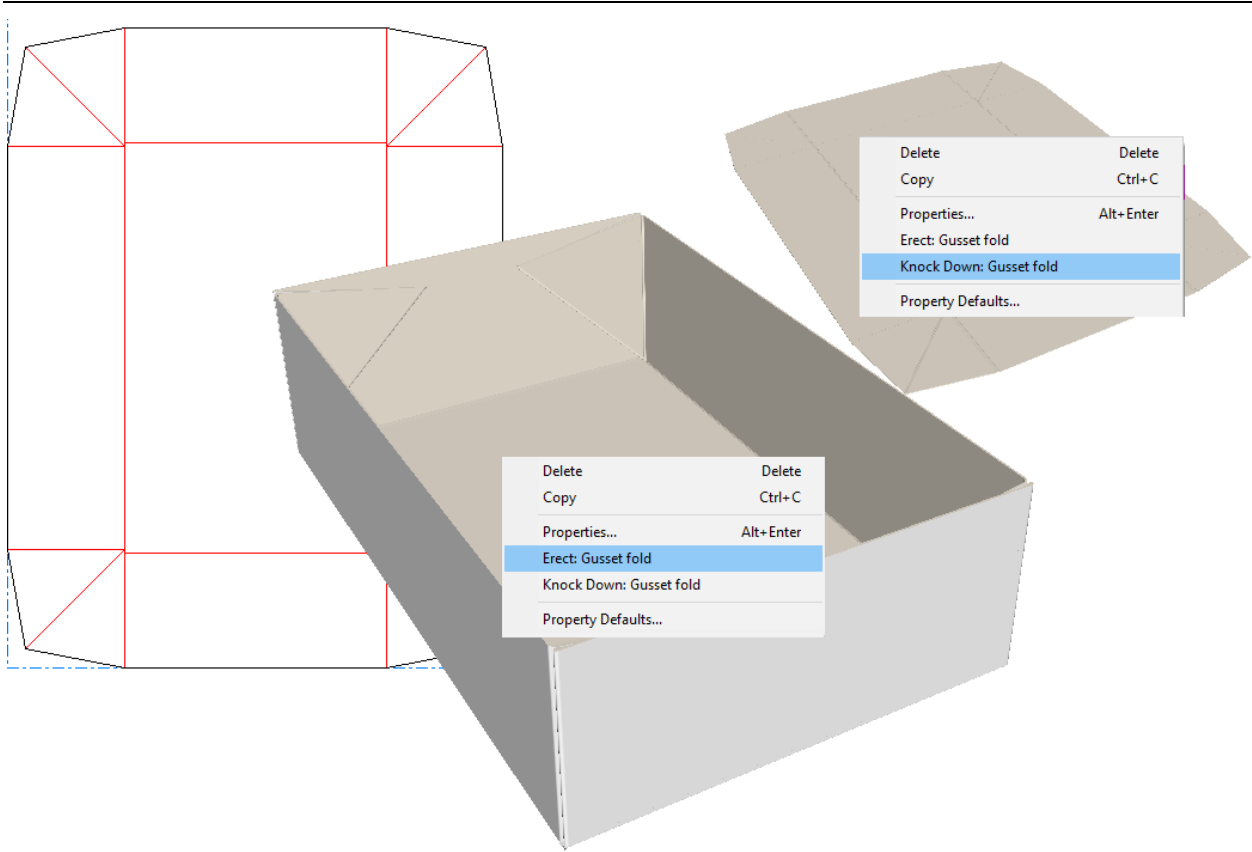 Delete Delete
Copy Ctrl+C
Properties... Alt+Enter
Erect: Gusset fold
Knock Down: Gusset fold
Property Defaults...
Delete Delete
Copy Ctrl+C
Properties... Alt+Enter
Erect: Gusset fold
Knock Down: Gusset fold
Property Defaults...